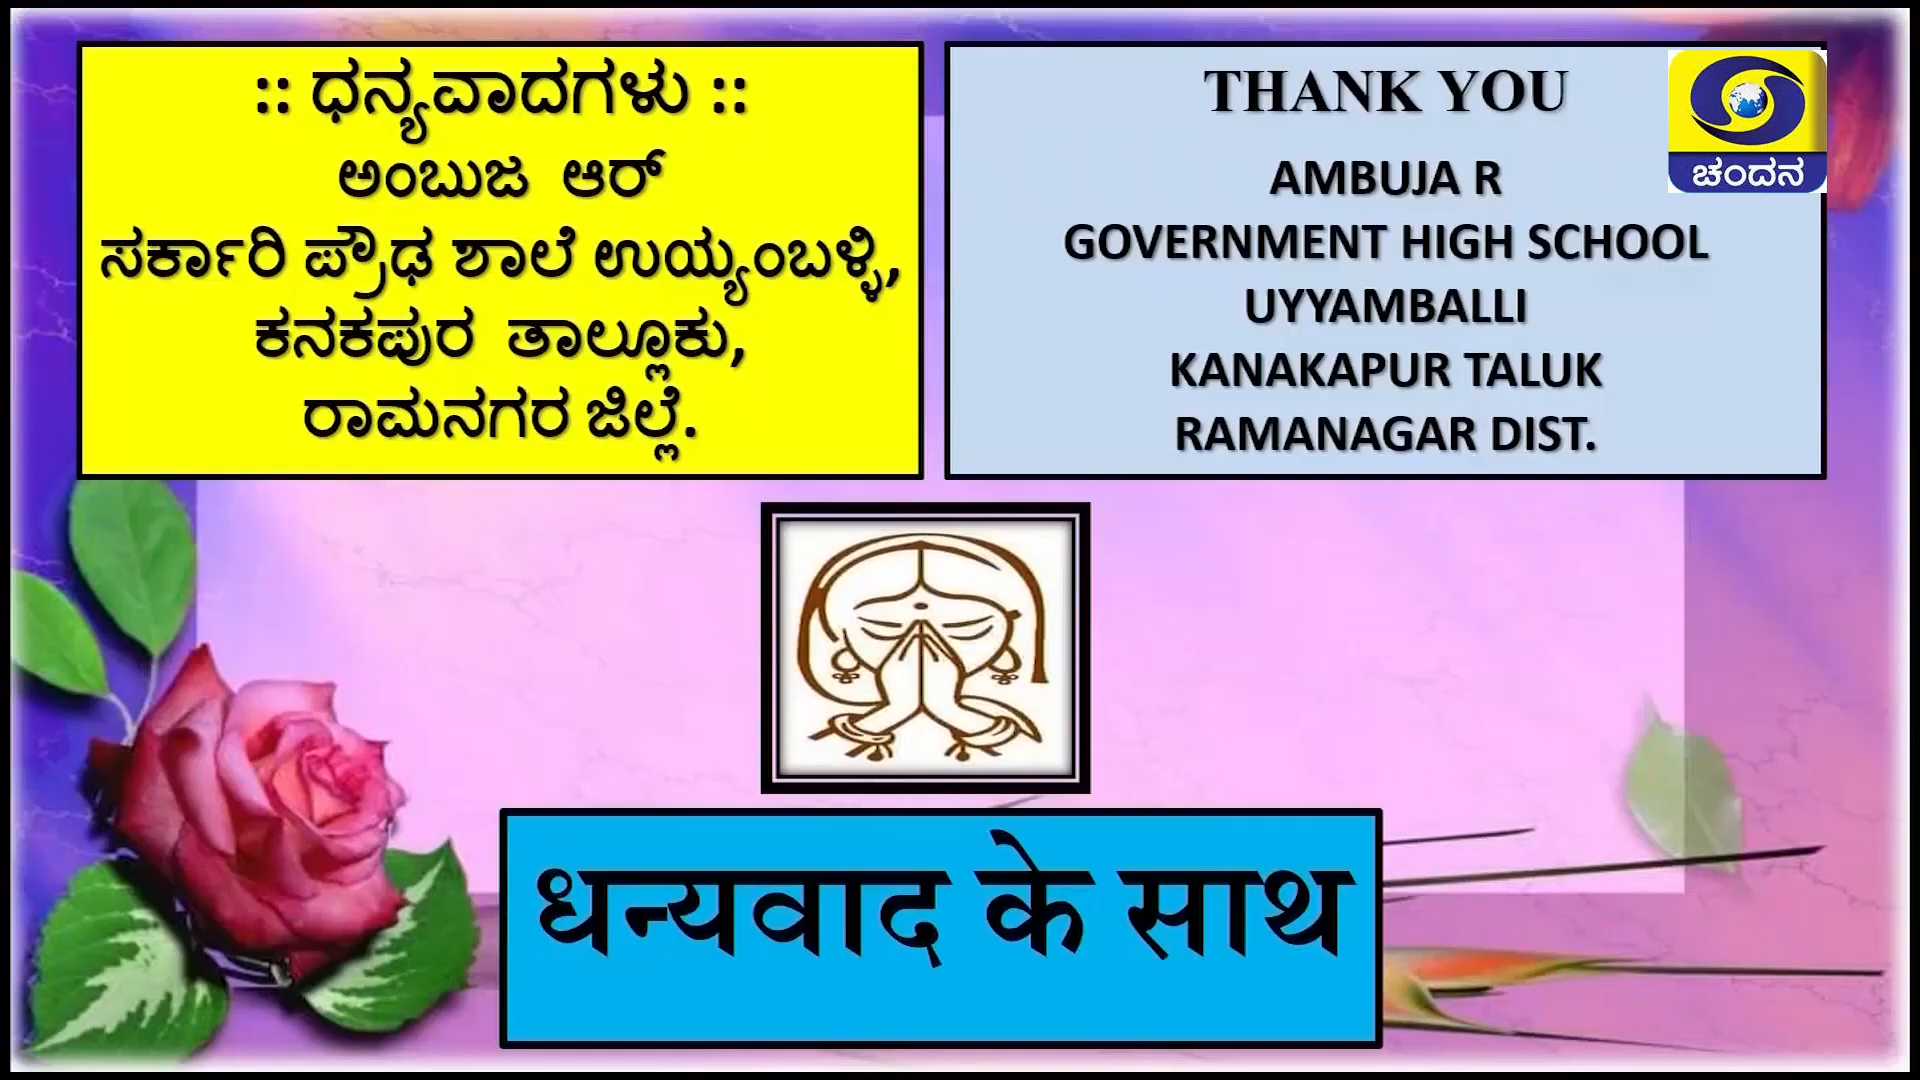 :: ಧನ್ಯವಾದಗಳು ::
ಅಂಬುಜ ಆರ್
ಸರ್ಕಾರಿ ಪ್ರೌಢ ಶಾಲೆ ಉಯ್ಯಂಬಳ್ಳಿ,
ಕನಕಪುರ ತಾಲ್ಲೂಕು,
ರಾಮನಗರ ಜಿಲ್ಲೆ.
THANK YOU
AMBUJA R
GOVERNMENT HIGH SCHOOL
UYYAMBALLI
KANAKAPUR TALUK
RAMANAGAR DIST.
ಚಂದನ
धन्यवाद के साथ